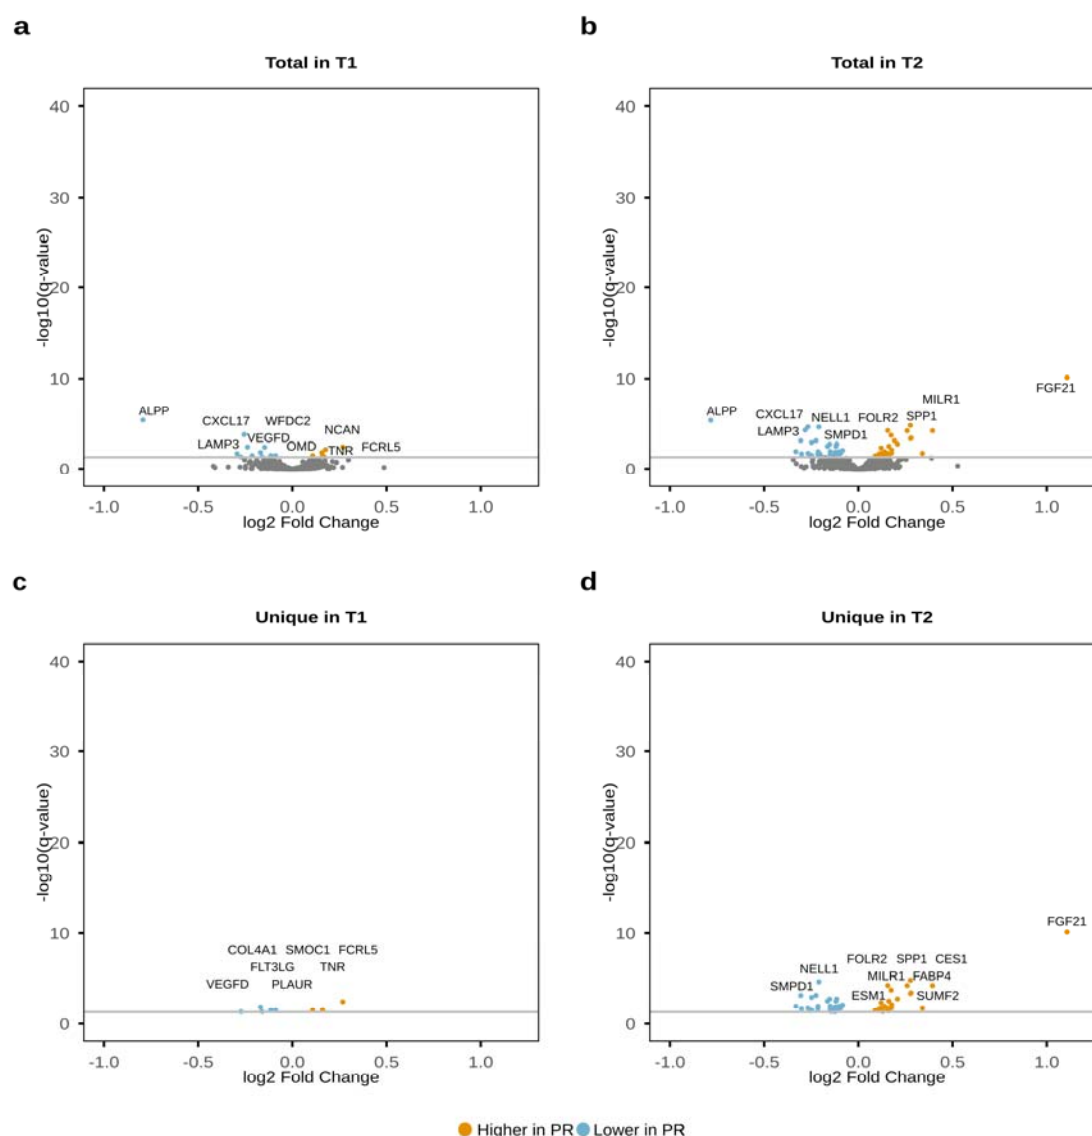 a
b
Total in T1
Total in T2
40
30
20
10
0
-log10(q-value)
ALPP
CXCL17
WFDC2
NCAN
LAMP3
VEGFD
OMD
TNR
FCRL5
-1.0
-0.5
0.0
0.5
1.0
log2 Fold Change
40
30
20
10
0
-log10(q-value)
FGF21
MILR1
ALPP
CXCL17
NELL1
FOLR2
SPP1
LAMP3
SMPD1
-1.0
-0.5
0.0
0.5
1.0
log2 Fold Change
c
d
Unique in T1
Unique in T2
40
30
20
10
0
-log10(q-value)
COL4A1
SMOC1
FCRL5
FLT3LG
TNR
VEGFD
PLAUR
-1.0
-0.5
0.0
0.5
1.0
log2 Fold Change
40
30
20
10
0
-log10(q-value)
FGF21
FOLR2
SPP1
CES1
NELL1
MILR1
FABP4
SMPD1
ESM1
SUMF2
-1.0
-0.5
0.0
0.5
1.0
log2 Fold Change
Higher in PR
Lower in PR